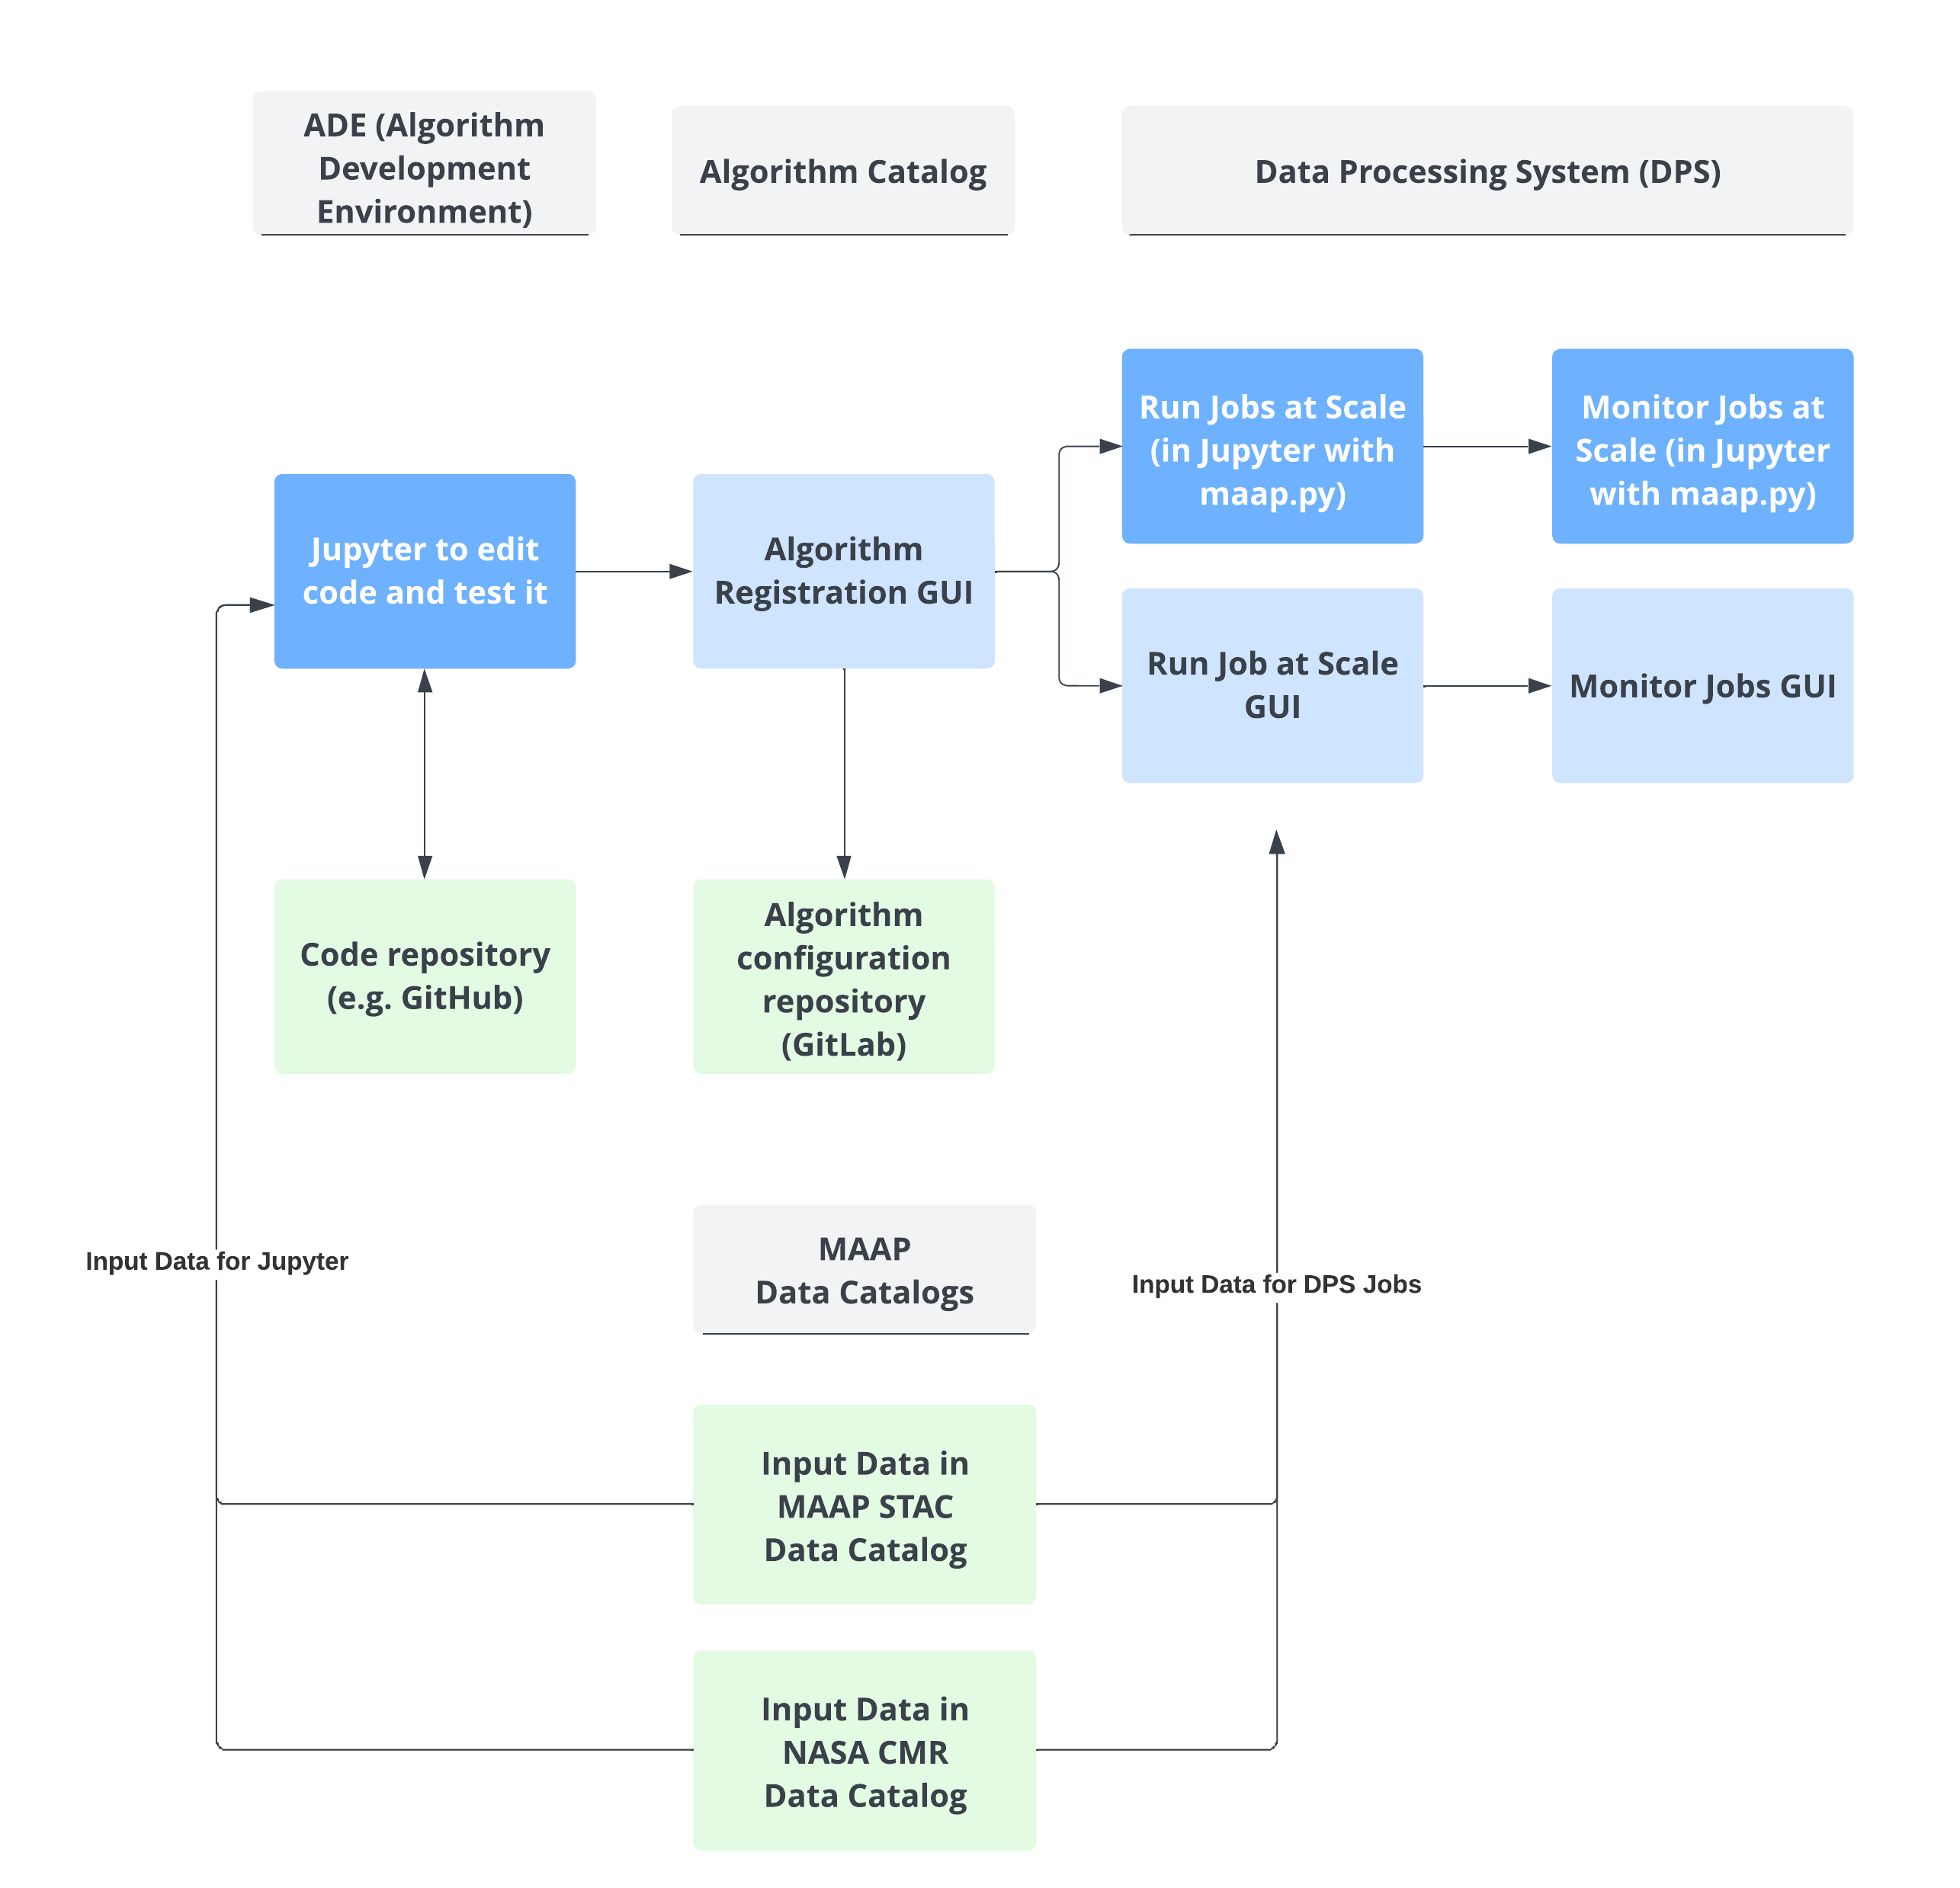 ADE (Algorithm
Development
Environment)
Algorithm Catalog
Data Processing System (DPS)
Jupyter to edit
code and test it
Algorithm
Registration GUI
Run Jobs at Scale
(in Jupyter with
maap.py)
Monitor Jobs at
Scale (in Jupyter
with maap.py)
Run Job at Scale
GUI
Monitor Jobs GUI
Code repository
(e.g. GitHub)
Algorithm
configuration
repository
(GitLab)
Input Data for Jupyter
MAAP
Data Catalogs
Input Data for DPS Jobs
Input Data in
MAAP STAC
Data Catalog
Input Data in
NASA CMR
Data Catalog